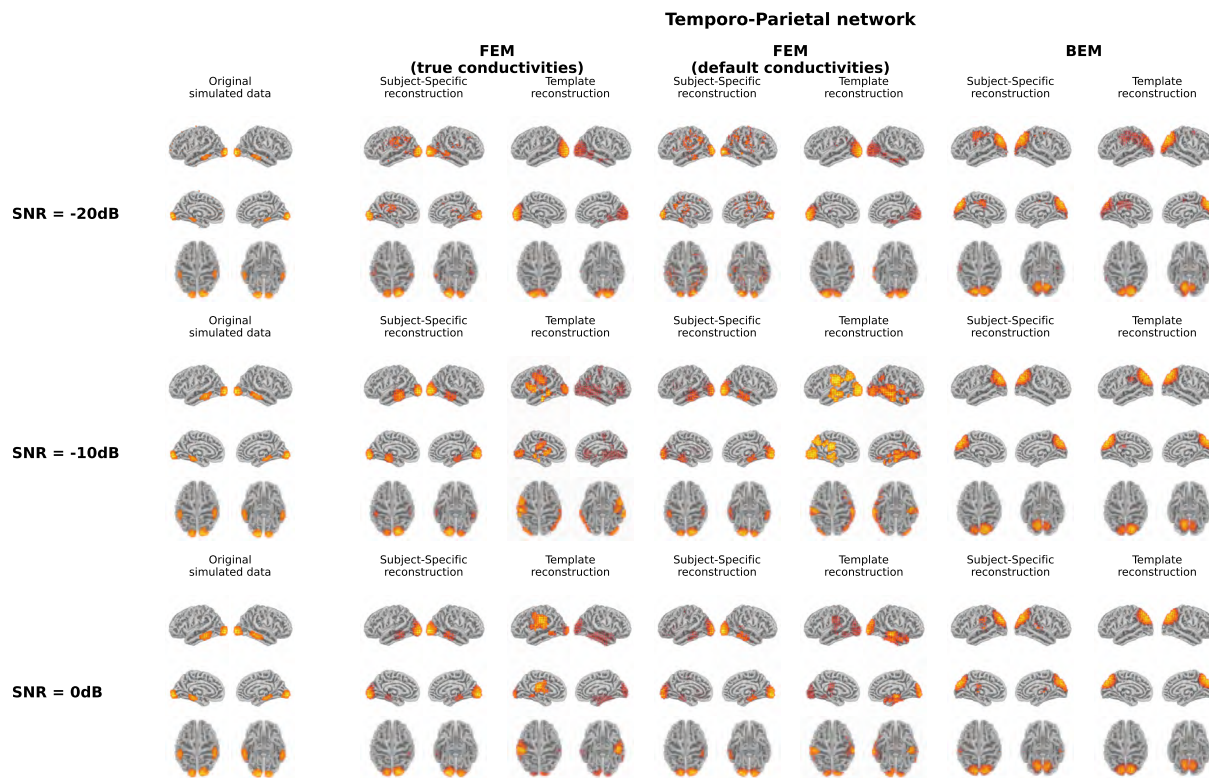 Temporo-Parietal network
FEM
(true conductivities)
FEM
(default conductivities)
BEM
Original
simulated data
Subject-Specific
reconstruction
Template
reconstruction
Subject-Specific
reconstruction
Template
reconstruction
Subject-Specific
reconstruction
Template
reconstruction
SNR = -20dB
Original
simulated data
Subject-Specific
reconstruction
Template
reconstruction
Subject-Specific
reconstruction
Template
reconstruction
Subject-Specific
reconstruction
Template
reconstruction
SNR = -10dB
Original
simulated data
Subject-Specific
reconstruction
Template
reconstruction
Subject-Specific
reconstruction
Template
reconstruction
Subject-Specific
reconstruction
Template
reconstruction
SNR = 0dB